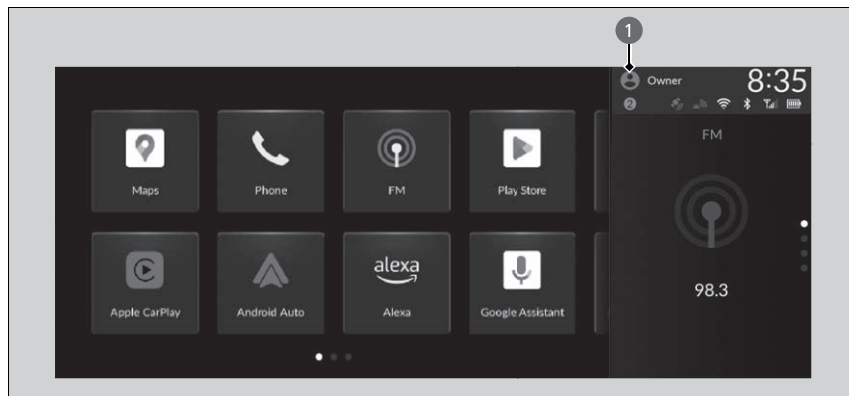 1
Owner
8:35
2
FM
98.3
Maps
Phone
FM
Play Store
Apple CarPlay
Android Auto
alexa
Alexa
Google Assistant